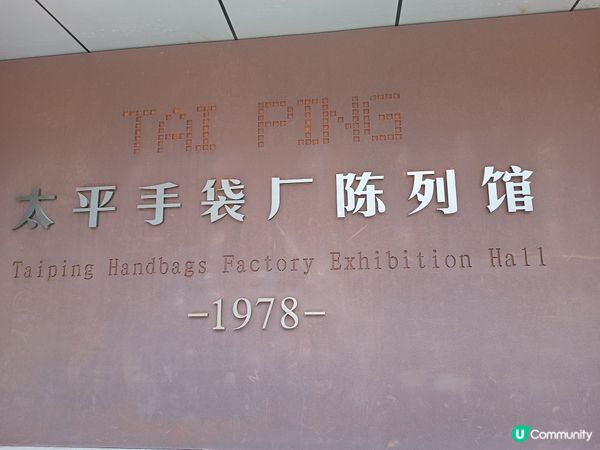 TAI PING
太平手袋厂陈列馆
Taiping Handbags Factory Exhibition Hall
-1978-
U Community